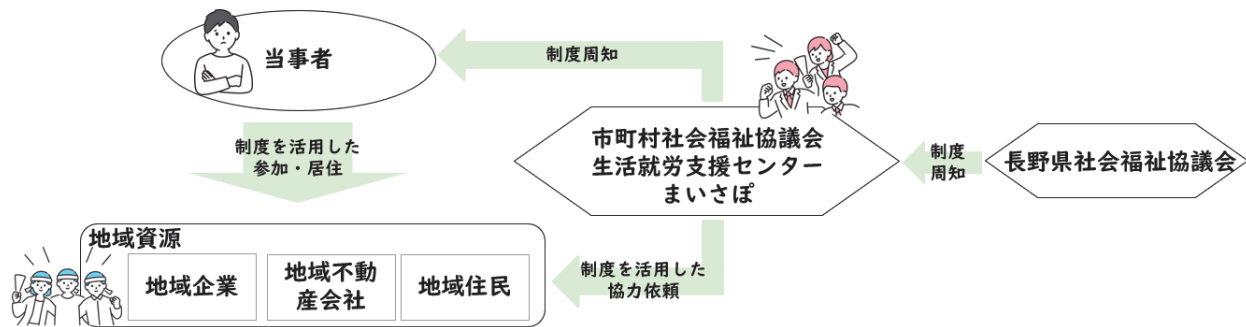 当事者
制度周知
市町村社会福祉協議会
生活就労支援センター
まいさぽ
制度
周知
長野県社会福祉協議会
制度を活用した
参加・居住
地域資源
地域企業
地域不動
産会社
地域住民
制度を活用した
協力依頼